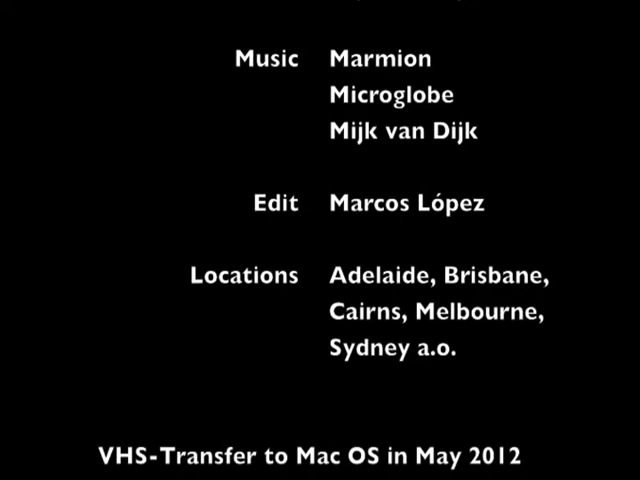 Music Marmion
Microglobe
Mijk van Dijk
Edit Marcos López
Locations Adelaide, Brisbane,
Cairns, Melbourne,
Sydney a.o.
VHS-Transfer to Mac OS in May 2012